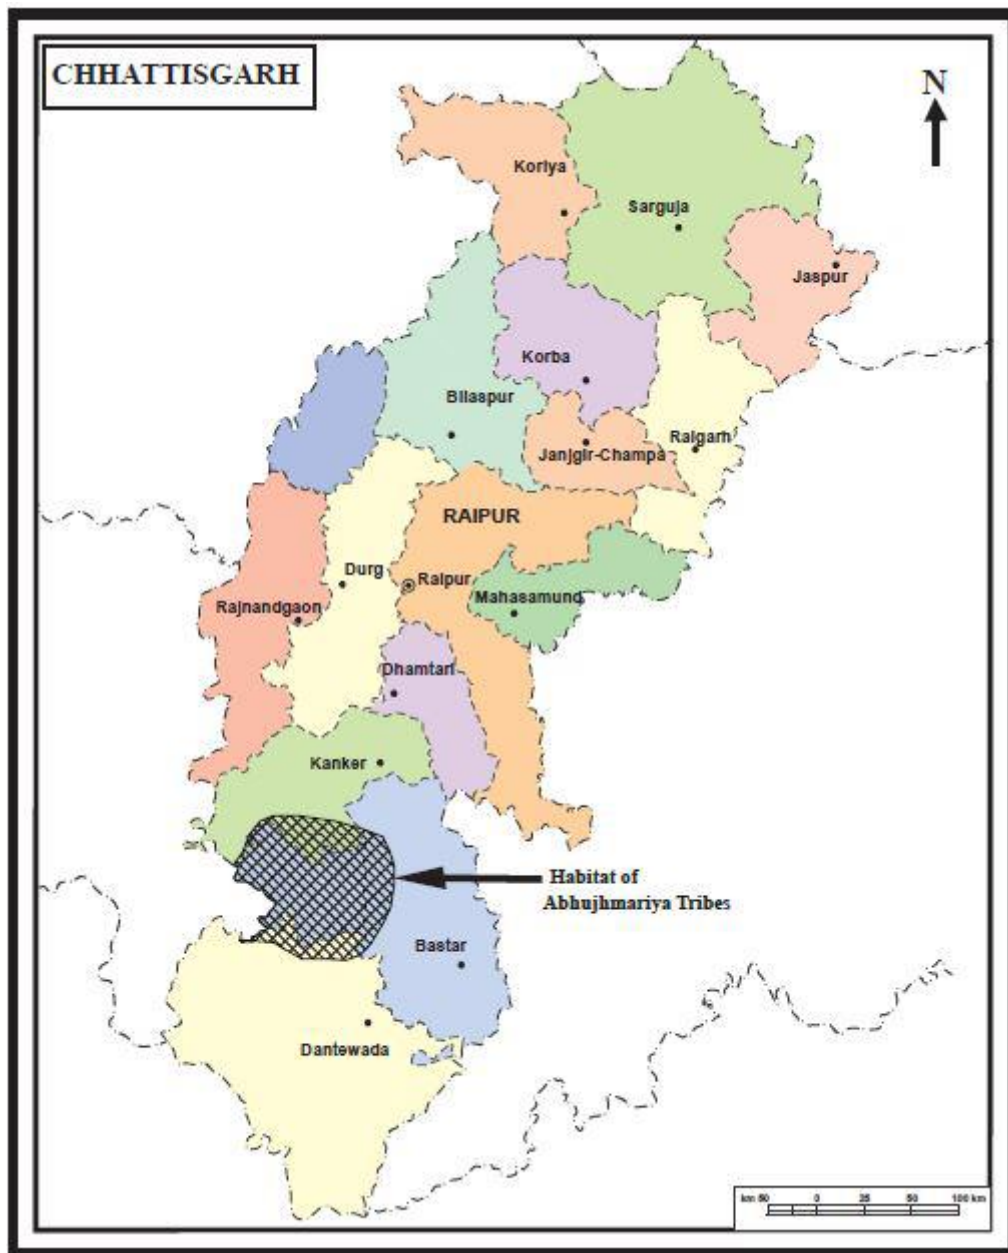 CHHATTISGARH
N
Koriya
Sarguja
Jaspur
Korba
Bilaspur
Janjgir-Champa
Raigarh
RAIPUR
Durg
Raipur
Rajnandgaon
Mahasamund
Dhamtari
Kanker
Habitat of
Abhujhmariya Tribes
Bastar
Dantewada
km 50 0 25 50 100 km